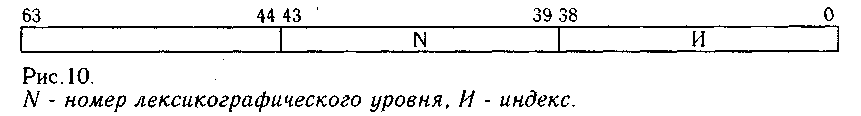 63 44 43 39 38 0
N И
Рис.10.
N - номер лексикографического уровня, И - индекс.